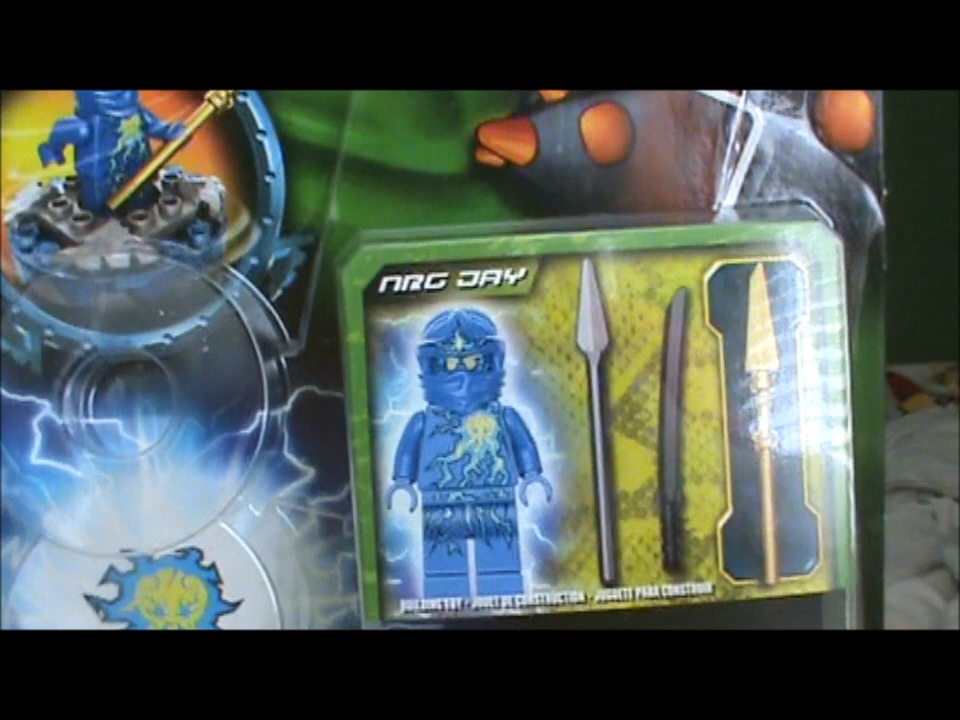 NRG JAY
BUILDING TOY · JOUET DE CONSTRUCTION · JUGUETE PARA CONSTRUIR